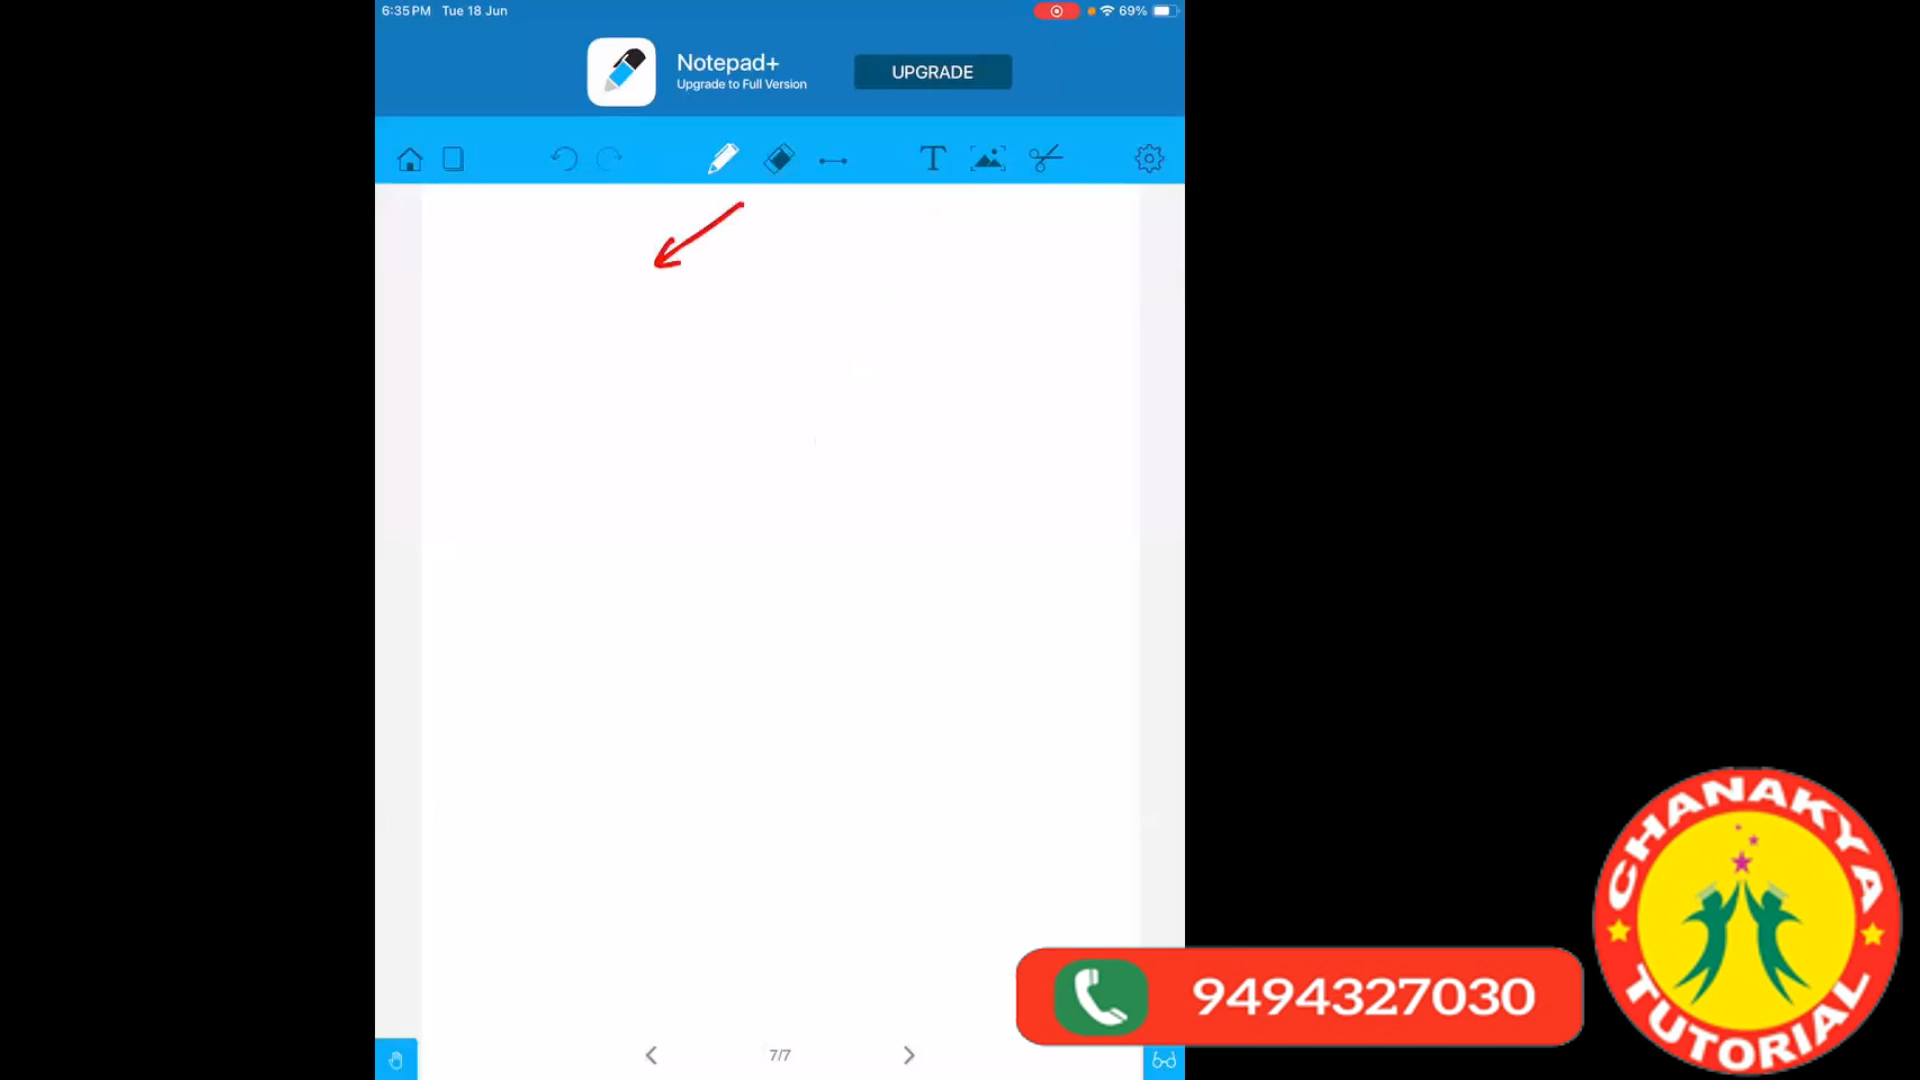 6:35 PM Tue 18 Jun
69%
Notepad+
Upgrade to Full Version
UPGRADE
T
7/7
9494327030
CHANAKYA
TUTORIAL